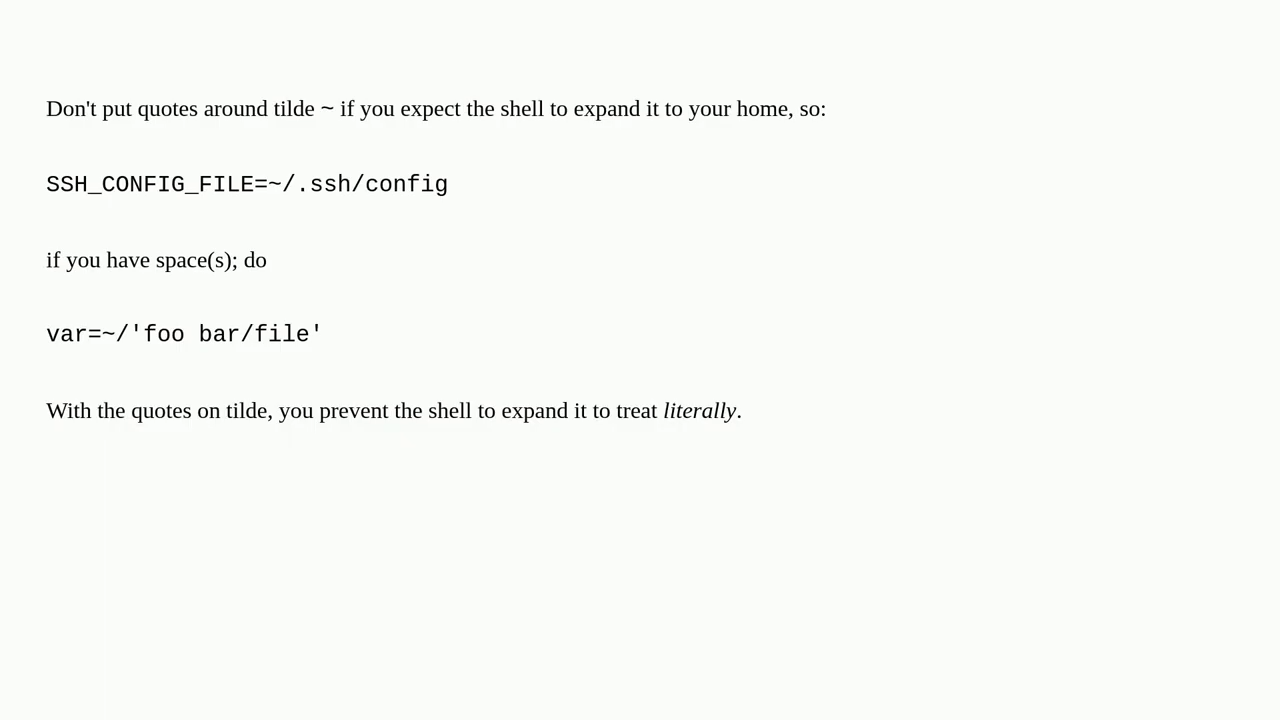 Don't put quotes around tilde ~ if you expect the shell to expand it to your home, so:
SSH_CONFIG_FILE=~/.ssh/config
if you have space(s); do
var=~/'foo bar/file'
With the quotes on tilde, you prevent the shell to expand it to treat literally.